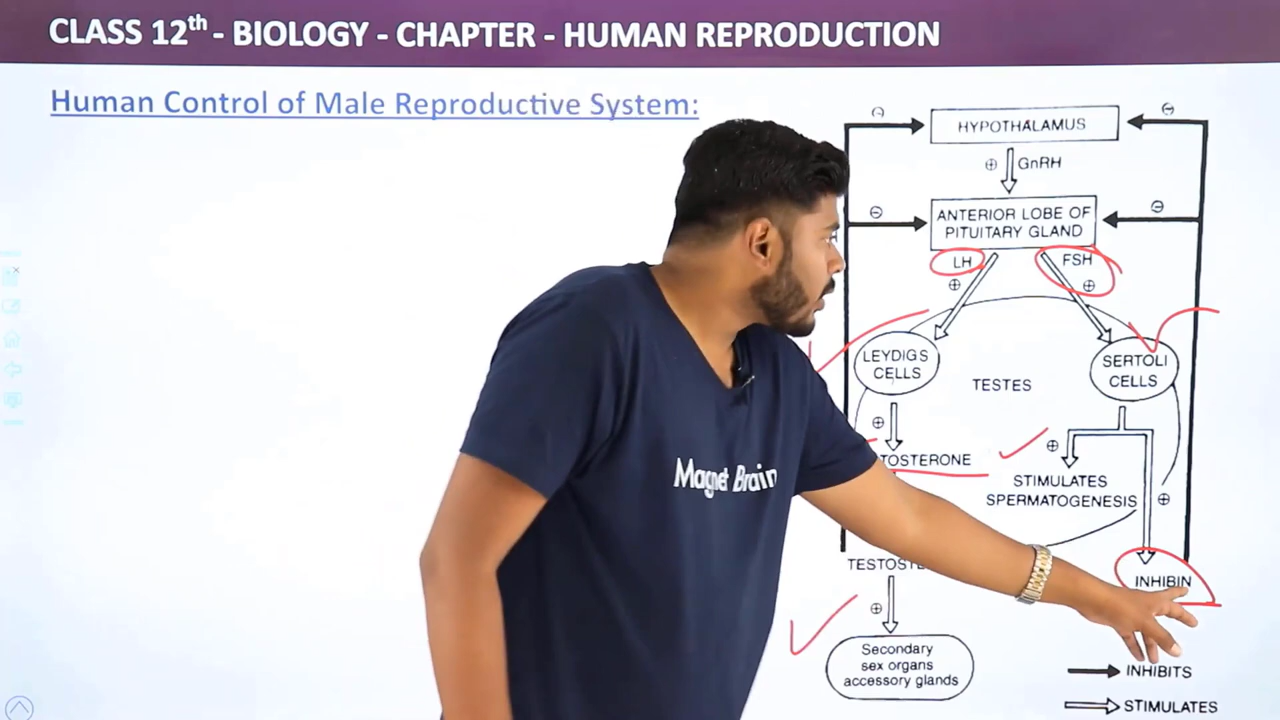 CLASS 12th - BIOLOGY - CHAPTER - HUMAN REPRODUCTION
Human Control of Male Reproductive System:
HYPOTHALAMUS
GnRH
ANTERIOR LOBE OF
PITUITARY GLAND
LH
FSH
LEYDIGS
CELLS
SERTOLI
CELLS
TESTES
TOSTERONE
STIMULATES
SPERMATOGENESIS
Magnet Brain
TESTOSTE
INHIBIN
Secondary
sex organs
accessory glands
INHIBITS
STIMULATES